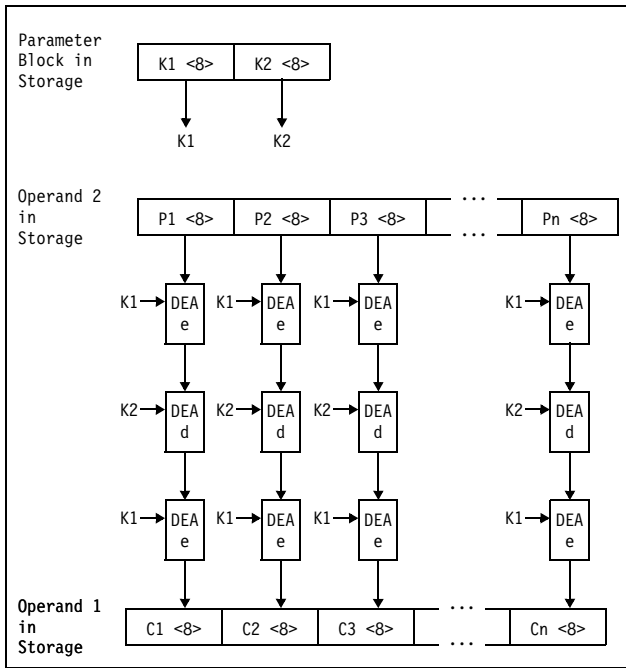 Parameter
Block in
Storage
K1 <8> K2 <8>
K1 K2
Operand 2
in
Storage
...
P1 <8> P2 <8> P3 <8> Pn <8>
...
K1 DEA K1 DEA K1 DEA K1 DEA
e e e e
K2 DEA K2 DEA K2 DEA K2 DEA
d d d d
K1 DEA K1 DEA K1 DEA K1 DEA
e e e e
Operand 1
in
Storage
...
C1 <8> C2 <8> C3 <8> Cn <8>
...